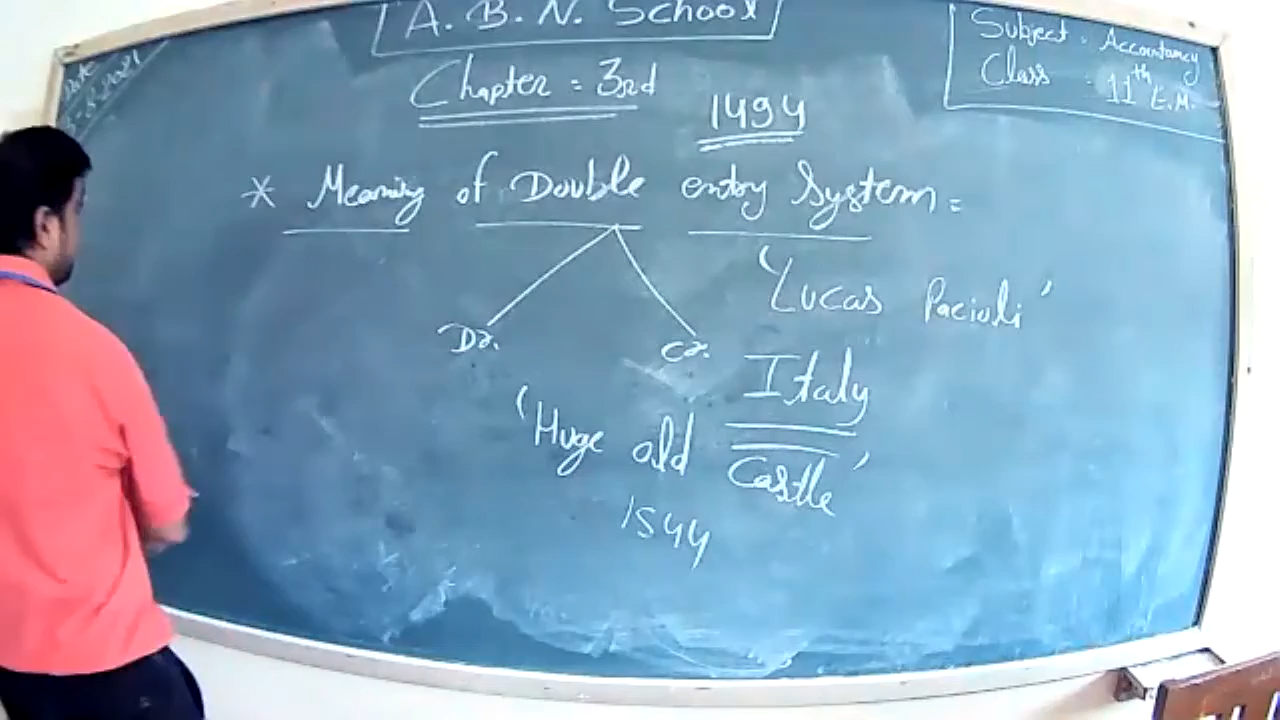 A. B. N. School
Subject : Accountancy
Class : 11th E.M.
Date
Chapter = 3rd
1494
* Meaning of Double entry System =
Dr. Cr.
'Lucas Pacioli'
Italy
'Huge old Castle'
1544